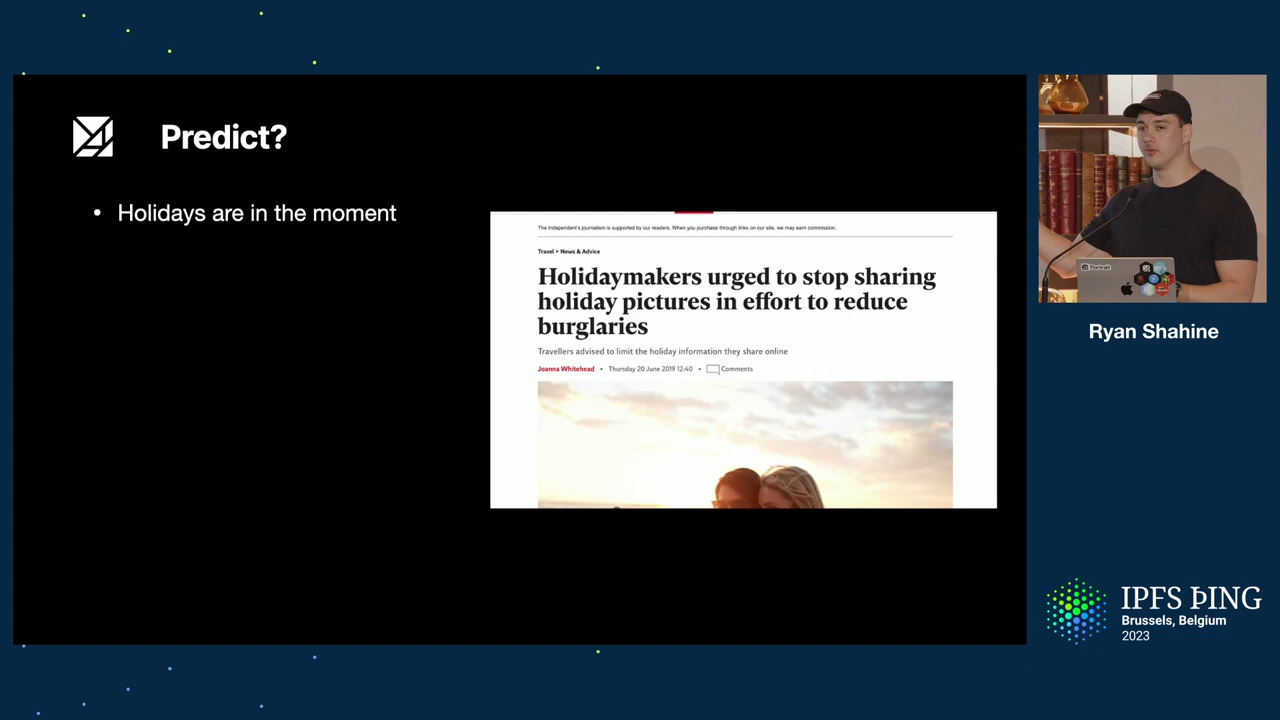 Predict?
• Holidays are in the moment
The Independent's journalism is supported by our readers. When you purchase through links on our site, we may earn commission.
Travel > News & Advice
Holidaymakers urged to stop sharing
holiday pictures in effort to reduce
burglaries
Travellers advised to limit the holiday information they share online
Joanna Whitehead • Thursday 20 June 2019 12:40 • Comments
Portrait
Ryan Shahine
IPFS ÞING
Brussels, Belgium
2023